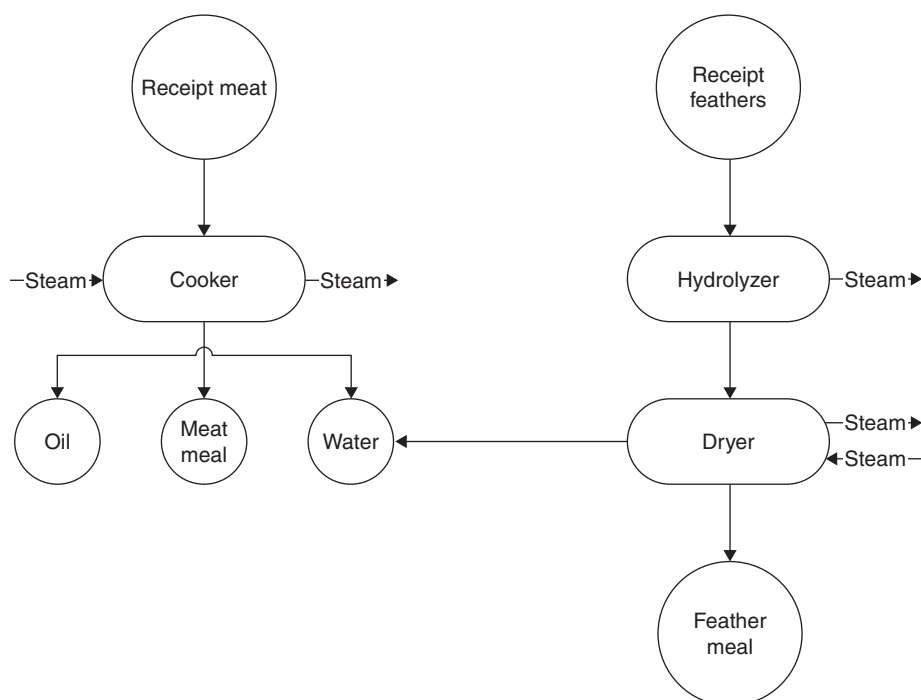 Receipt meat
Receipt
feathers
Steam
Cooker
Steam
Hydrolyzer
Steam
Oil
Meat
meal
Water
Dryer
Steam
Steam
Feather
meal